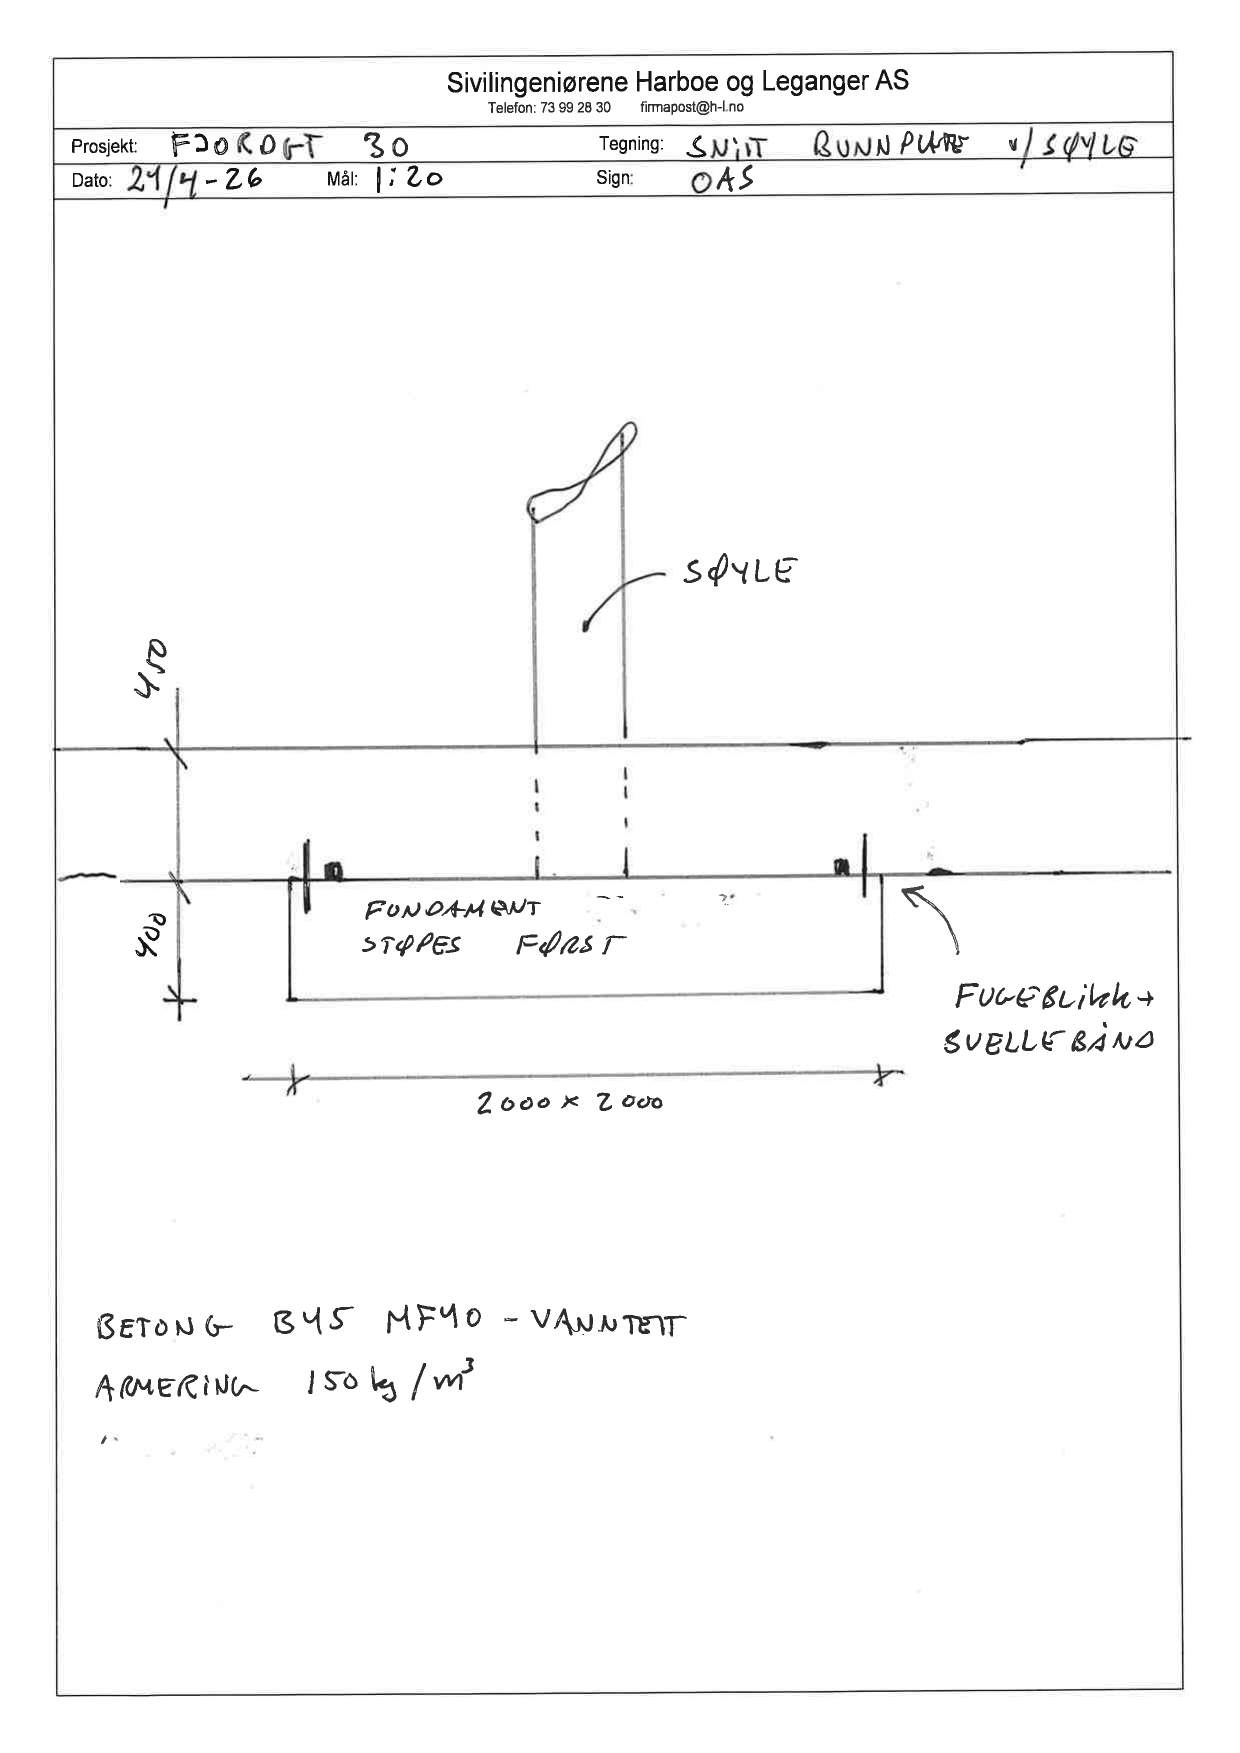 Sivilingeniørene Harboe og Leganger AS
Telefon: 73 99 28 30 firmapost@h-l.no
Prosjekt: FJORDGT 30 Tegning: SNITT BUNNPLATE v/SØYLE
Dato: 24/4-26 Mål: 1:20 Sign: OAS
SØYLE
450
FONDAMENT
STØPES FØRST
400
FUGEBLIKK +
SVELLEBÅND
2000 x 2000
BETONG B45 MF40 - VANNTETT
ARMERING 150 kg/m³